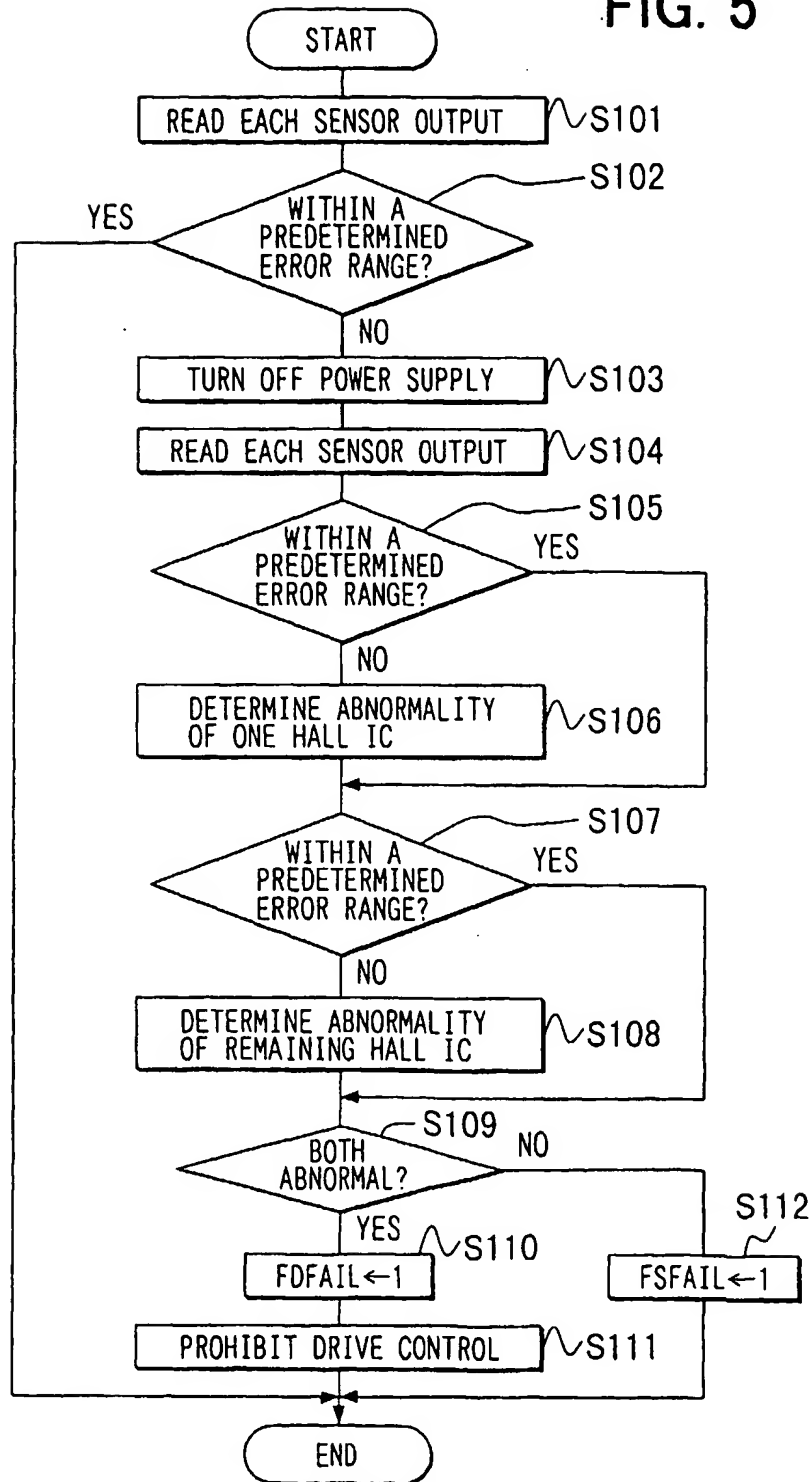 FIG. 5
START
READ EACH SENSOR OUTPUT
S101
S102
YES
WITHIN A
PREDETERMINED
ERROR RANGE?
NO
TURN OFF POWER SUPPLY
S103
READ EACH SENSOR OUTPUT
S104
S105
WITHIN A
PREDETERMINED
ERROR RANGE?
YES
NO
DETERMINE ABNORMALITY
OF ONE HALL IC
S106
S107
WITHIN A
PREDETERMINED
ERROR RANGE?
YES
NO
DETERMINE ABNORMALITY
OF REMAINING HALL IC
S108
S109
BOTH
ABNORMAL?
NO
YES
S110
S112
FDFAIL←1
FSFAIL←1
PROHIBIT DRIVE CONTROL
S111
END